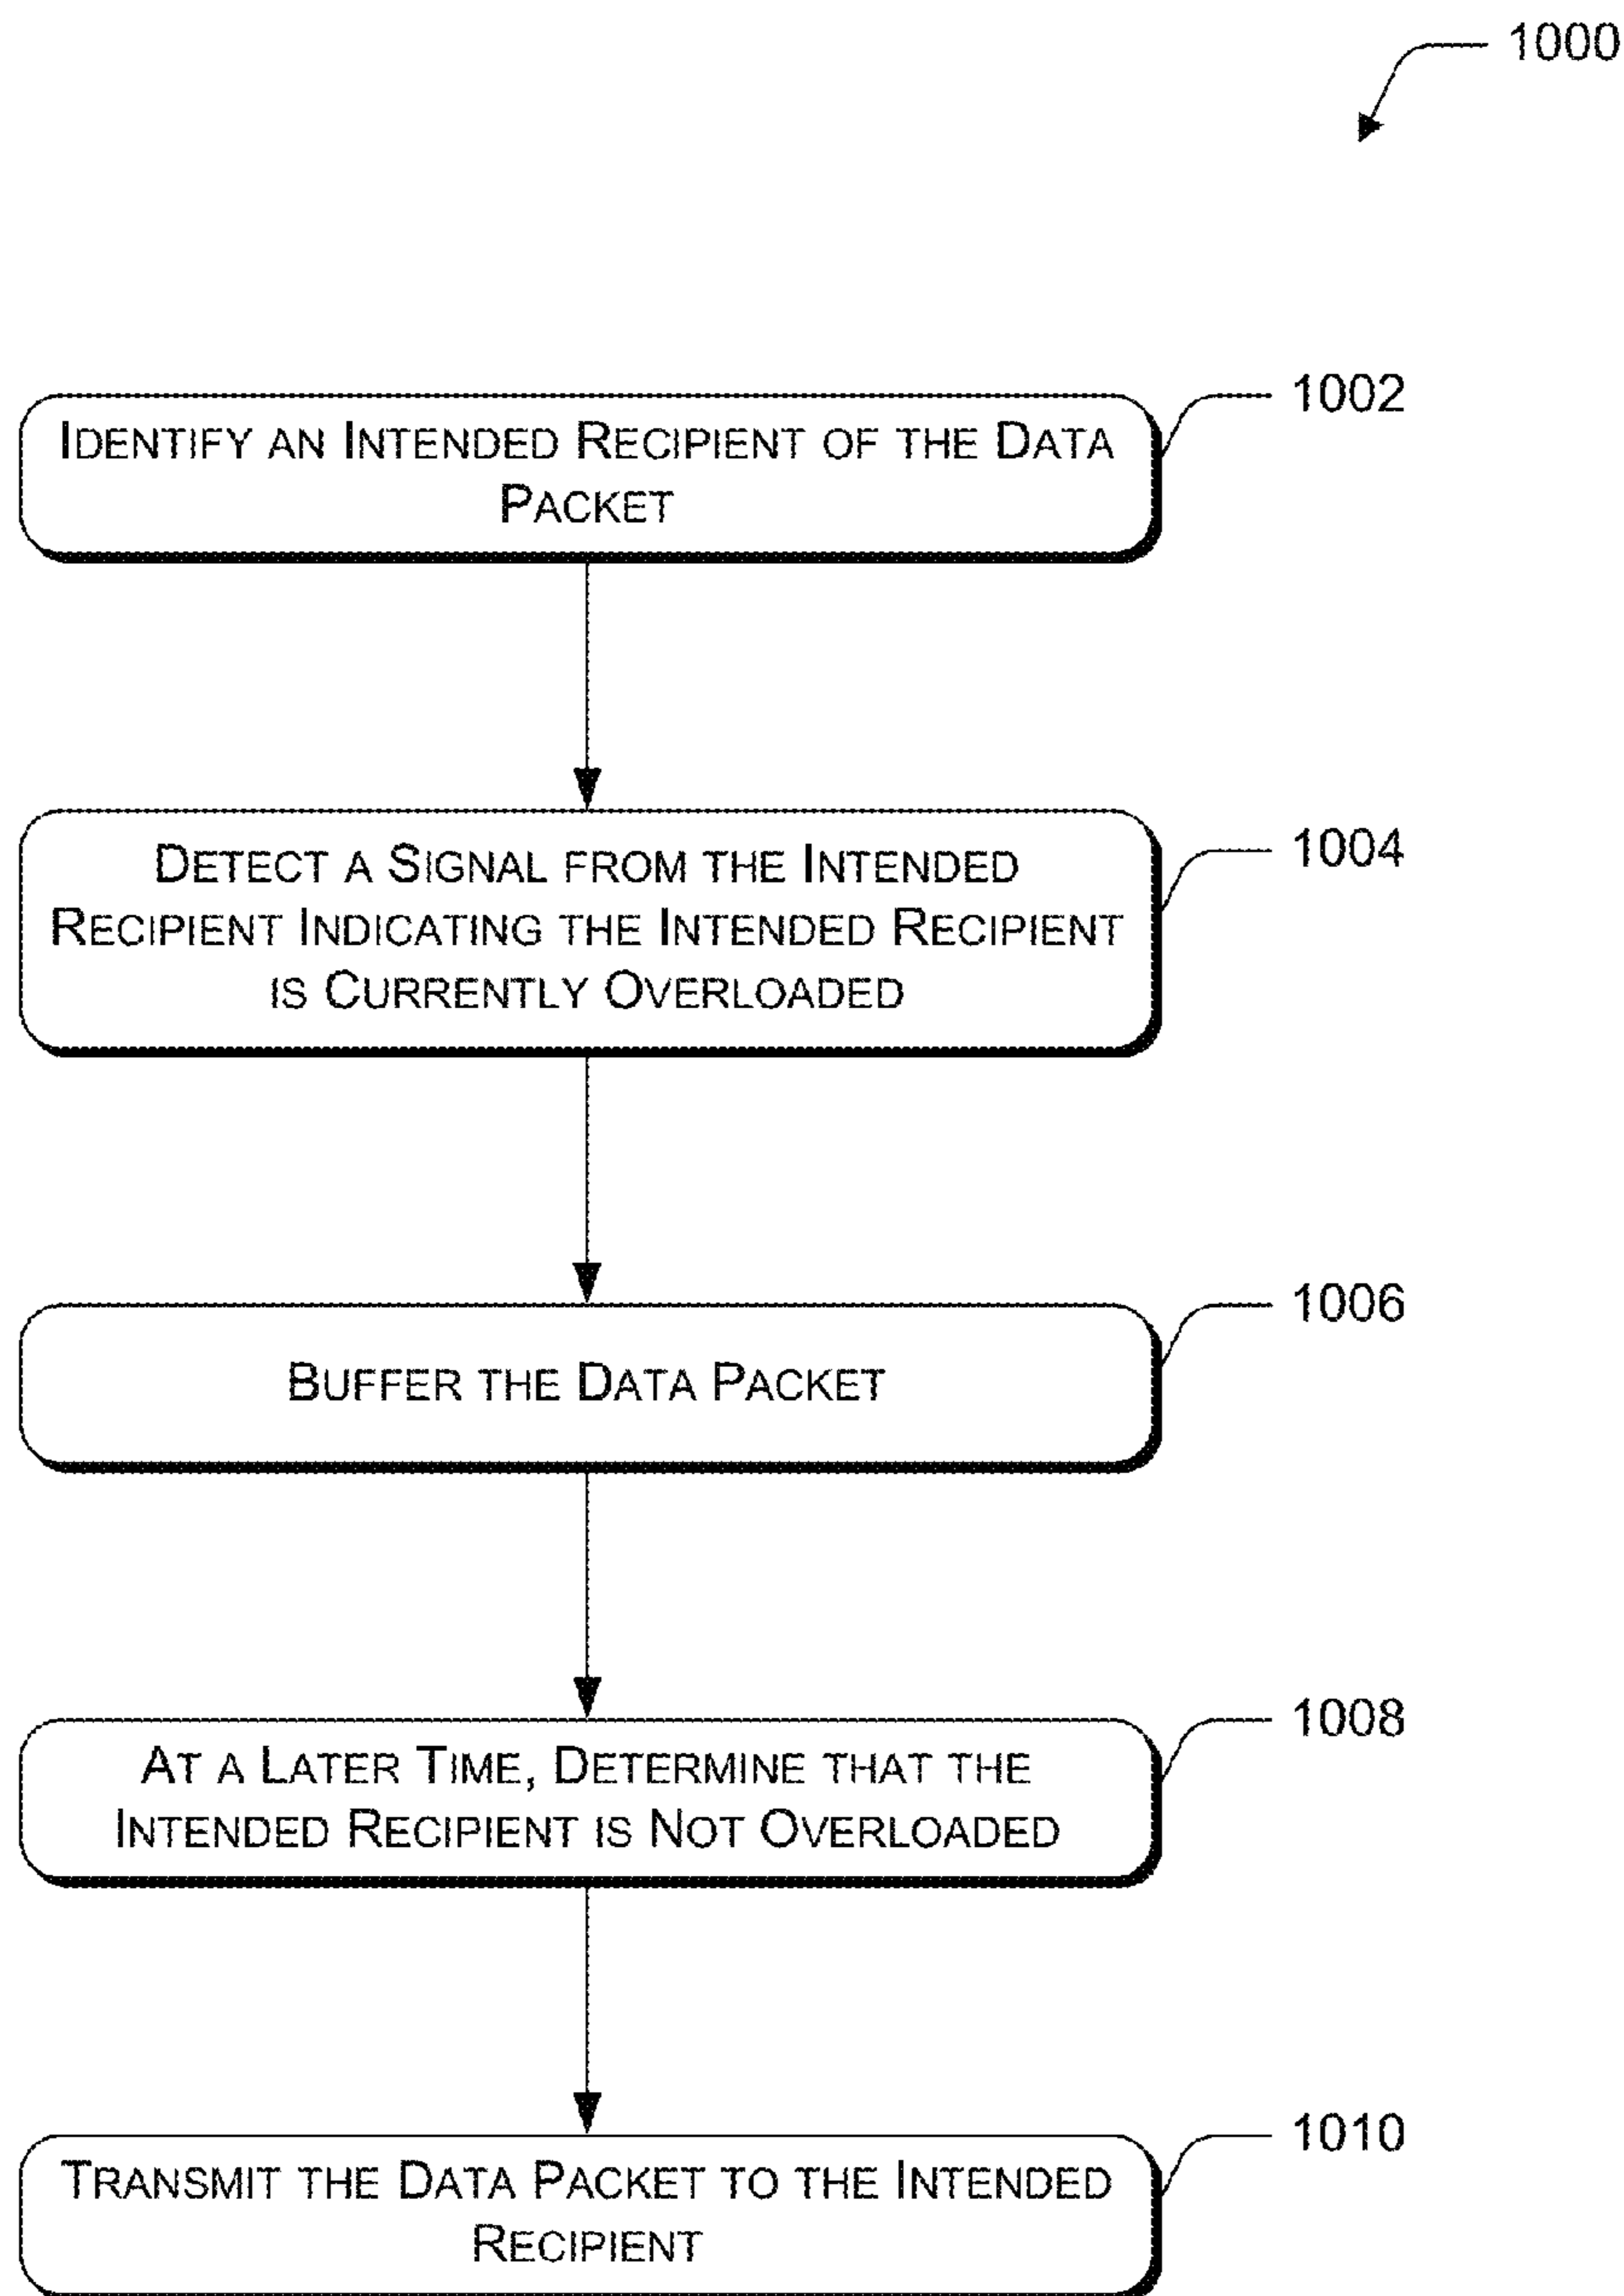 1000
1002
IDENTIFY AN INTENDED RECIPIENT OF THE DATA
PACKET
1004
DETECT A SIGNAL FROM THE INTENDED
RECIPIENT INDICATING THE INTENDED RECIPIENT
IS CURRENTLY OVERLOADED
1006
BUFFER THE DATA PACKET
1008
AT A LATER TIME, DETERMINE THAT THE
INTENDED RECIPIENT IS NOT OVERLOADED
1010
TRANSMIT THE DATA PACKET TO THE INTENDED
RECIPIENT